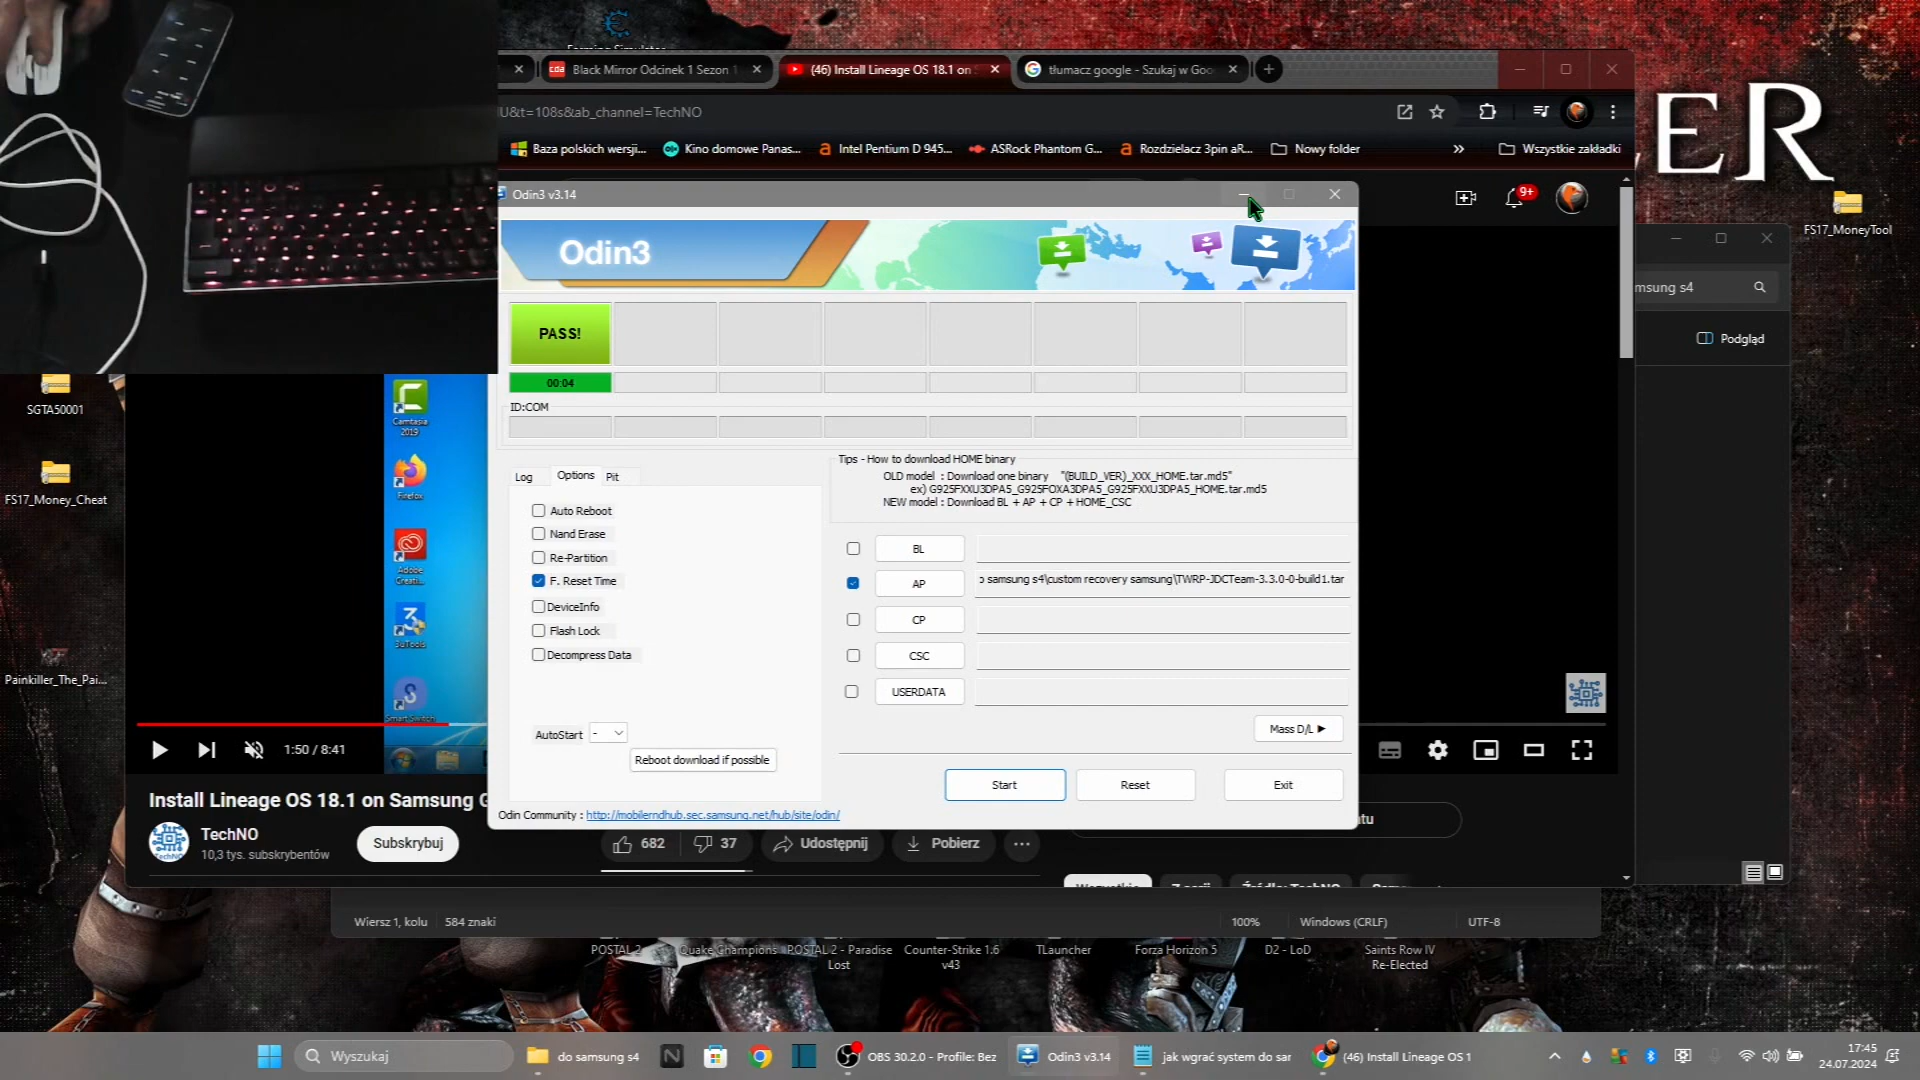 Black Mirror Odcinek 1 Sezon 1
(46) Install Lineage OS 18.1 on S
tłumacz google - Szukaj w Goo
U&t=108s&ab_channel=TechNO
Baza polskich wersji...
Kino domowe Panas...
Intel Pentium D 945...
ASRock Phantom G...
Rozdzielacz 3pin aR...
Nowy folder
Wszystkie zakładki
ER
FS17_MoneyTool
9+
msung s4
Podgląd
Odin3 v3.14
Odin3
PASS!
00:04
ID:COM
Log
Options
Pit
Auto Reboot
Nand Erase
Re-Partition
F. Reset Time
DeviceInfo
Flash Lock
Decompress Data
AutoStart
-
Reboot download if possible
Tips - How to download HOME binary
OLD model : Download one binary "(BUILD_VER)_XXX_HOME.tar.md5"
ex) G925FXXU3DPA5_G925FOXA3DPA5_G925FXXU3DPA5_HOME.tar.md5
NEW model : Download BL + AP + CP + HOME_CSC
BL
AP
samsung s4\custom recovery samsung\TWRP-JDCTeam-3.3.0-0-build1.tar
CP
CSC
USERDATA
Mass D/L
Start
Reset
Exit
Odin Community : http://mobilerndhub.sec.samsung.net/hub/site/odin/
SGTA50001
FS17_Money_Cheat
Painkiller_The_Pai...
Camtasia
2019
Firefox
Adobe
Creati...
3uTools
Smart Switch
1:50 / 8:41
Install Lineage OS 18.1 on Samsung G
TechNO
10,3 tys. subskrybentów
Subskrybuj
682
37
Udostępnij
Pobierz
Wiersz 1, kolu
584 znaki
100%
Windows (CRLF)
UTF-8
POSTAL 2
Quake Champions
POSTAL 2 - Paradise
Lost
Counter-Strike 1.6
v43
TLauncher
Forza Horizon 5
D2 - LoD
Saints Row IV
Re-Elected
Wyszukaj
do samsung s4
OBS 30.2.0 - Profile: Bez
Odin3 v3.14
jak wgrać system do sar
(46) Install Lineage OS 1
17:45
24.07.2024